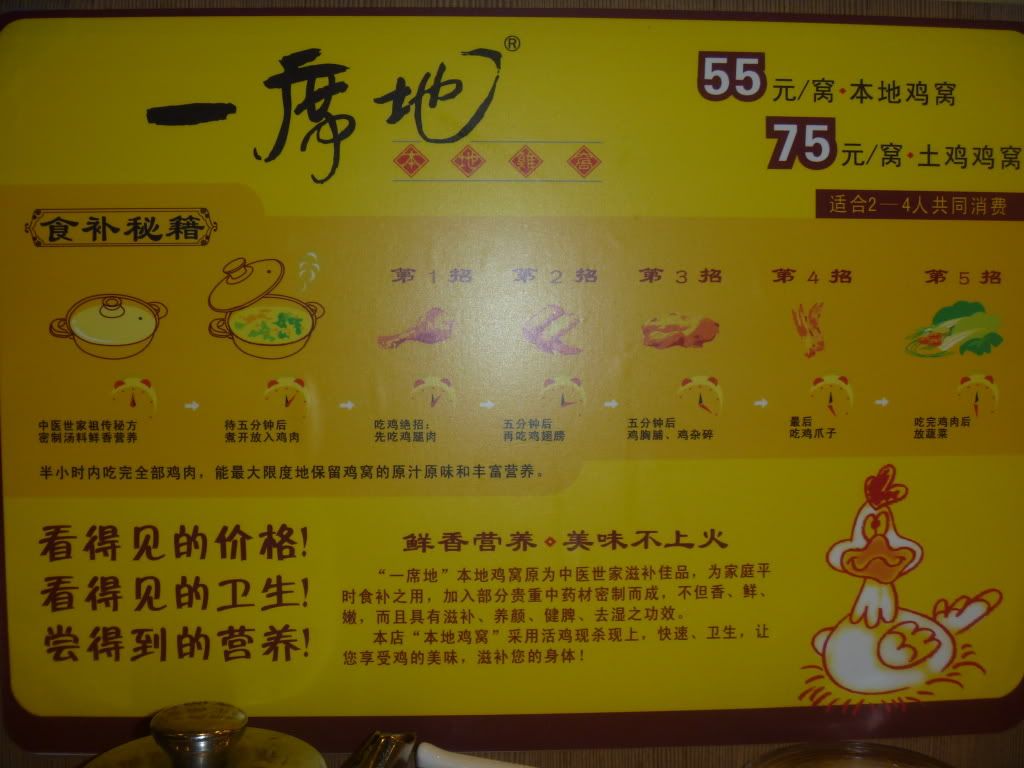 一席地®
本地雞窩
55元/窝·本地鸡窝
75元/窝·土鸡鸡窝
适合2—4人共同消费
食补秘籍
第1招
第2招
第3招
第4招
第5招
中医世家祖传秘方
密制汤料鲜香营养
待五分钟后
煮开放入鸡肉
吃鸡绝招：
先吃鸡腿肉
五分钟后
再吃鸡翅膀
五分钟后
鸡胸脯、鸡杂碎
最后
吃鸡爪子
吃完鸡肉后
放蔬菜
半小时内吃完全部鸡肉，能最大限度地保留鸡窝的原汁原味和丰富营养。
看得见的价格!
看得见的卫生!
尝得到的营养!
鲜香营养·美味不上火
“一席地”本地鸡窝原为中医世家滋补佳品，为家庭平
时食补之用，加入部分贵重中药材密制而成，不但香、鲜、
嫩，而且具有滋补、养颜、健脾、去湿之功效。
本店“本地鸡窝”采用活鸡现杀现上，快速、卫生，让
您享受鸡的美味，滋补您的身体！